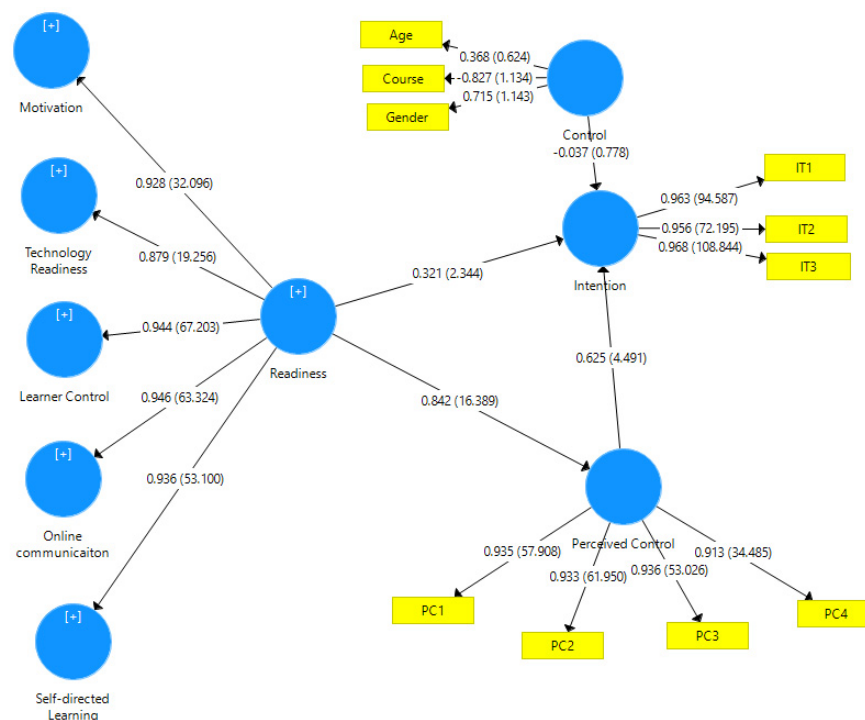 [+]
Motivation
[+]
Technology
Readiness
[+]
Learner Control
[+]
Online
communicaiton
[+]
Self-directed
Learning
0.928 (32.096)
0.879 (19.256)
0.944 (67.203)
0.946 (63.324)
0.936 (53.100)
[+]
Readiness
0.321 (2.344)
0.842 (16.389)
Age
Course
Gender
0.368 (0.624)
-0.827 (1.134)
0.715 (1.143)
Control
-0.037 (0.778)
Intention
0.963 (94.587)
0.956 (72.195)
0.968 (108.844)
IT1
IT2
IT3
0.625 (4.491)
Perceived Control
0.935 (57.908)
0.933 (61.950)
0.936 (53.026)
0.913 (34.485)
PC1
PC2
PC3
PC4